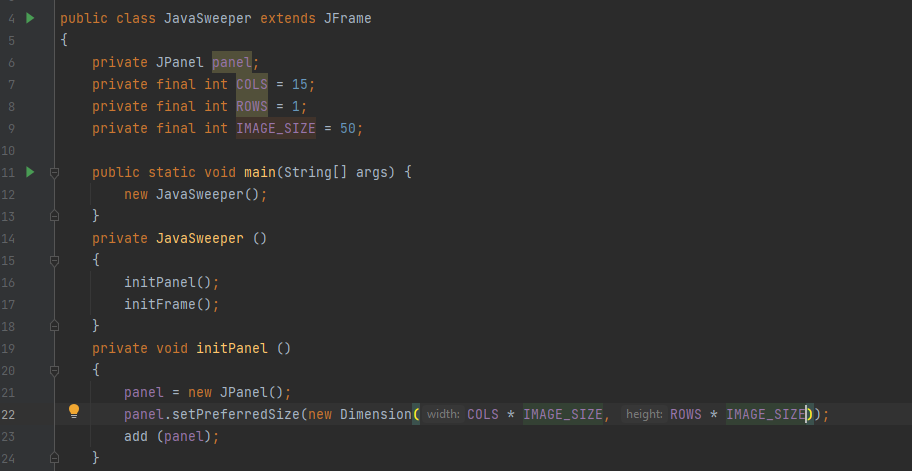 4 public class JavaSweeper extends JFrame
5 {
6 private JPanel panel;
7 private final int COLS = 15;
8 private final int ROWS = 1;
9 private final int IMAGE_SIZE = 50;
10
11 public static void main(String[] args) {
12 new JavaSweeper();
13 }
14 private JavaSweeper ()
15 {
16 initPanel();
17 initFrame();
18 }
19 private void initPanel ()
20 {
21 panel = new JPanel();
22 panel.setPreferredSize(new Dimension( width: COLS * IMAGE_SIZE, height: ROWS * IMAGE_SIZE));
23 add (panel);
24 }